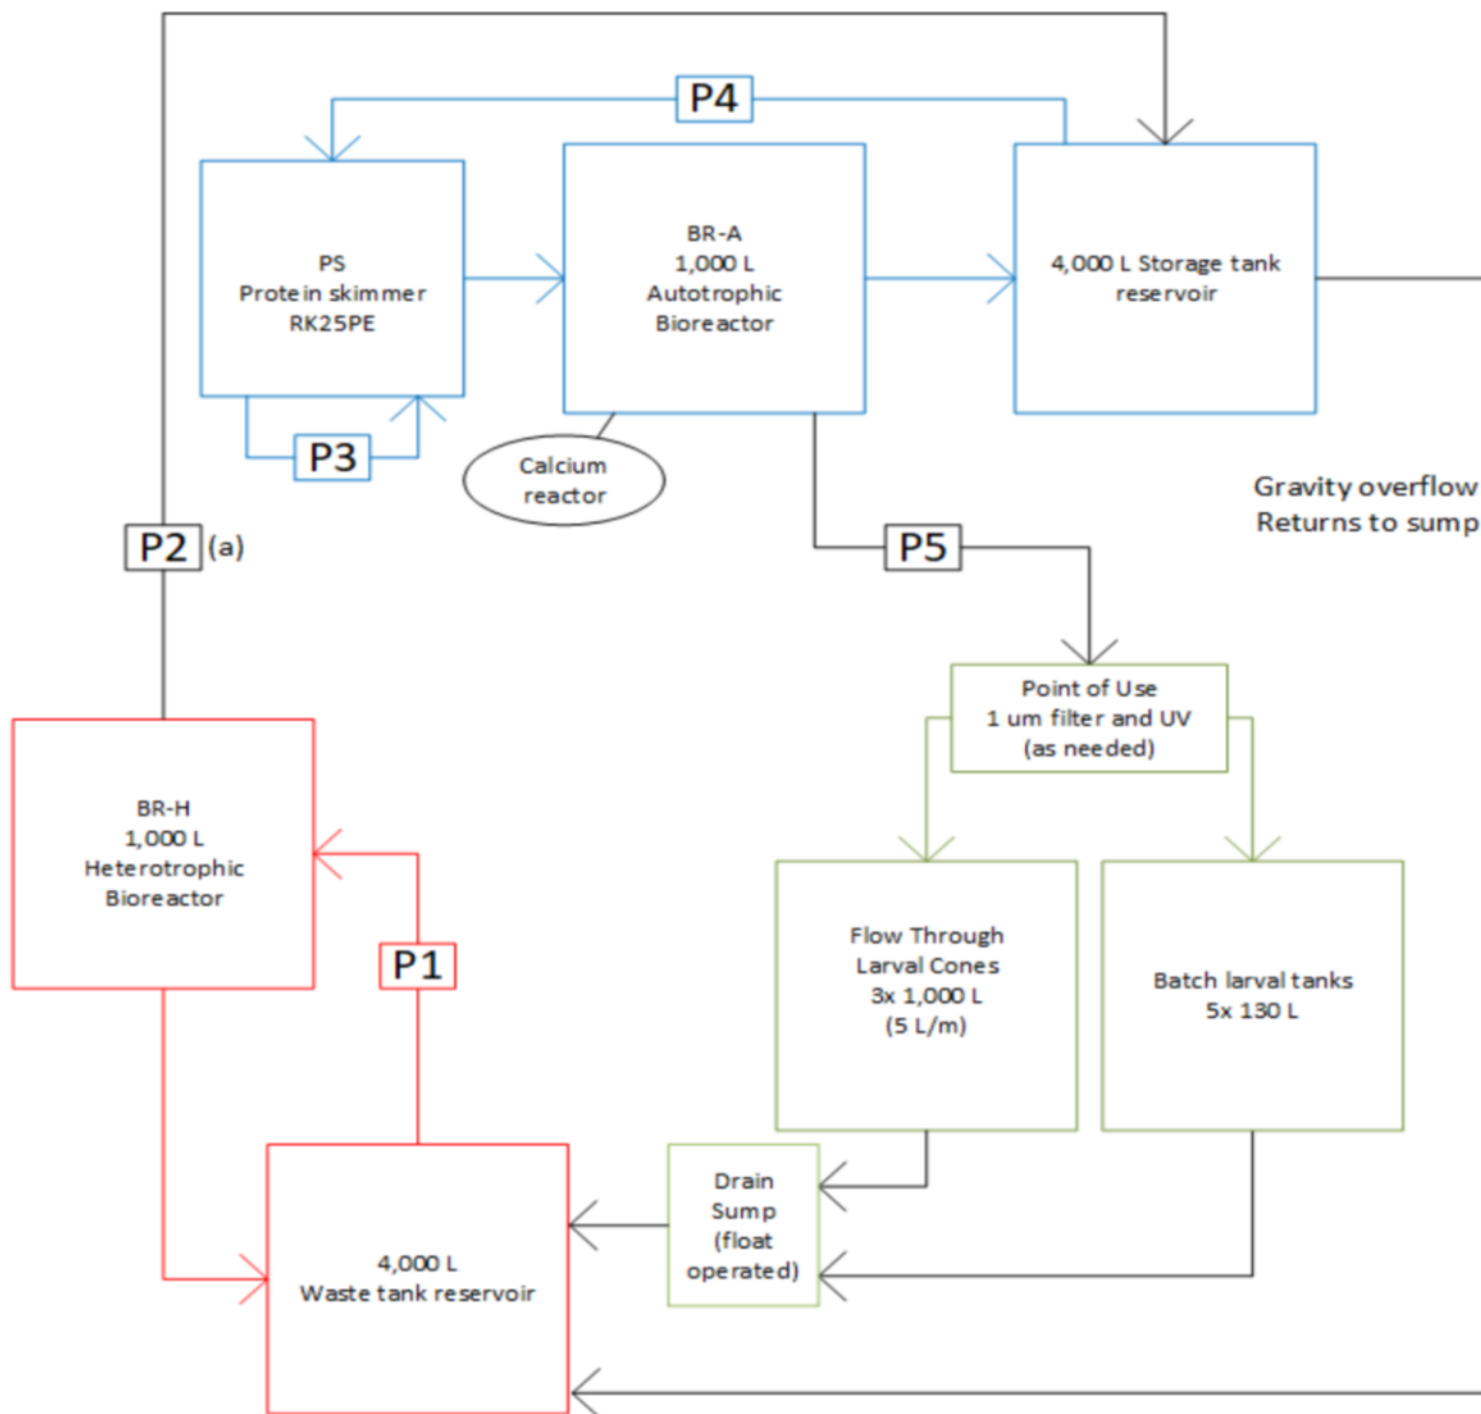 P4
PS
Protein skimmer
RK25PE
BR-A
1,000 L
Autotrophic
Bioreactor
4,000 L Storage tank
reservoir
P3
Calcium
reactor
Gravity overflow
Returns to sump
P2 (a)
P5
Point of Use
1 um filter and UV
(as needed)
BR-H
1,000 L
Heterotrophic
Bioreactor
P1
Flow Through
Larval Cones
3x 1,000 L
(5 L/m)
Batch larval tanks
5x 130 L
Drain
Sump
(float
operated)
4,000 L
Waste tank reservoir